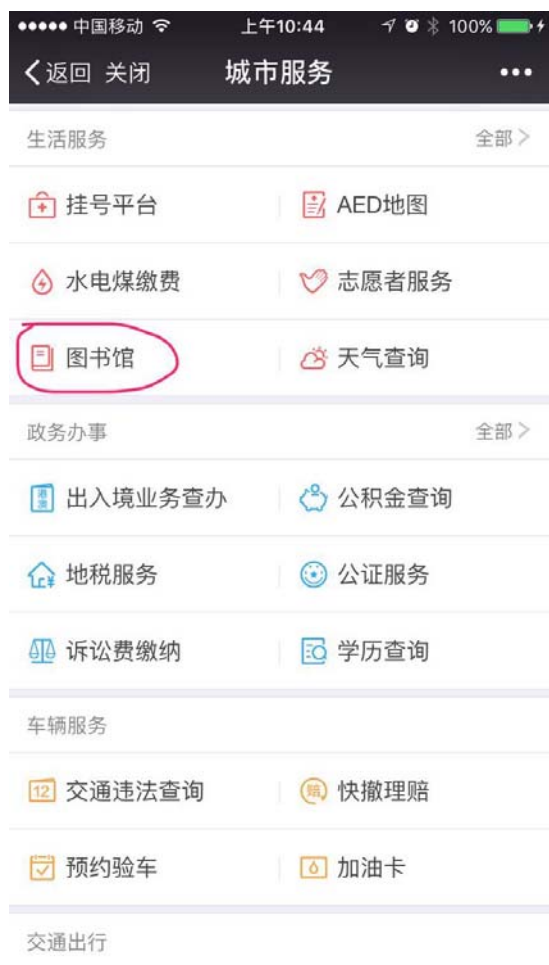 中国移动 上午10:44 100%
返回 关闭 城市服务
生活服务 全部
挂号平台 AED地图
水电煤缴费 志愿者服务
图书馆 天气查询
政务办事 全部
港澳 出入境业务查办 公积金查询
地税服务 公证服务
诉讼费缴纳 学历查询
车辆服务
12 交通违法查询 赔 快撤理赔
预约验车 加油卡
交通出行